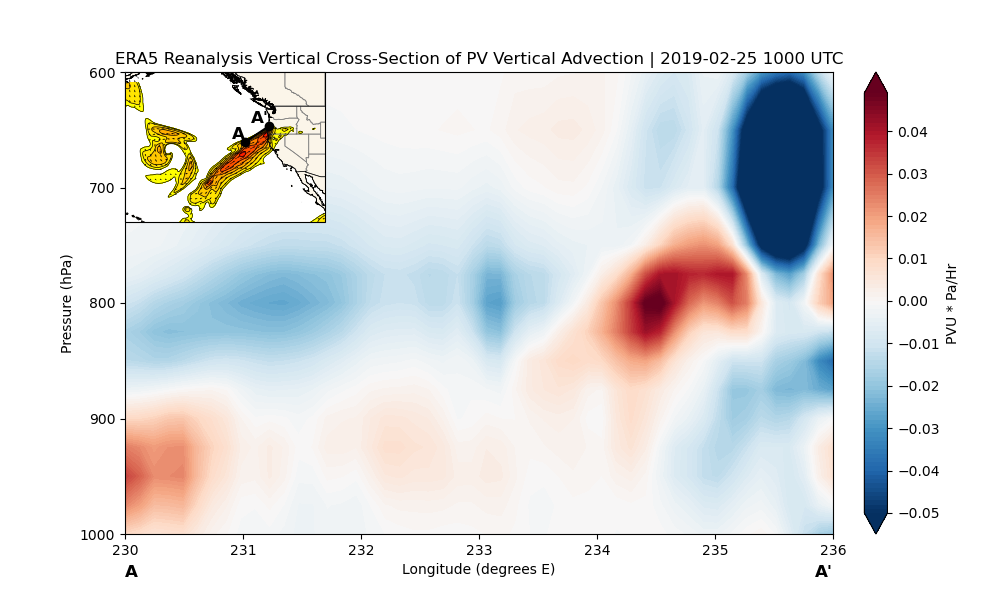 ERA5 Reanalysis Vertical Cross-Section of PV Vertical Advection | 2019-02-25 1000 UTC
600
700
800
900
1000
Pressure (hPa)
A
A'
230
231
232
233
234
235
236
A
Longitude (degrees E)
A'
0.04
0.03
0.02
0.01
0.00
−0.01
−0.02
−0.03
−0.04
−0.05
PVU * Pa/Hr